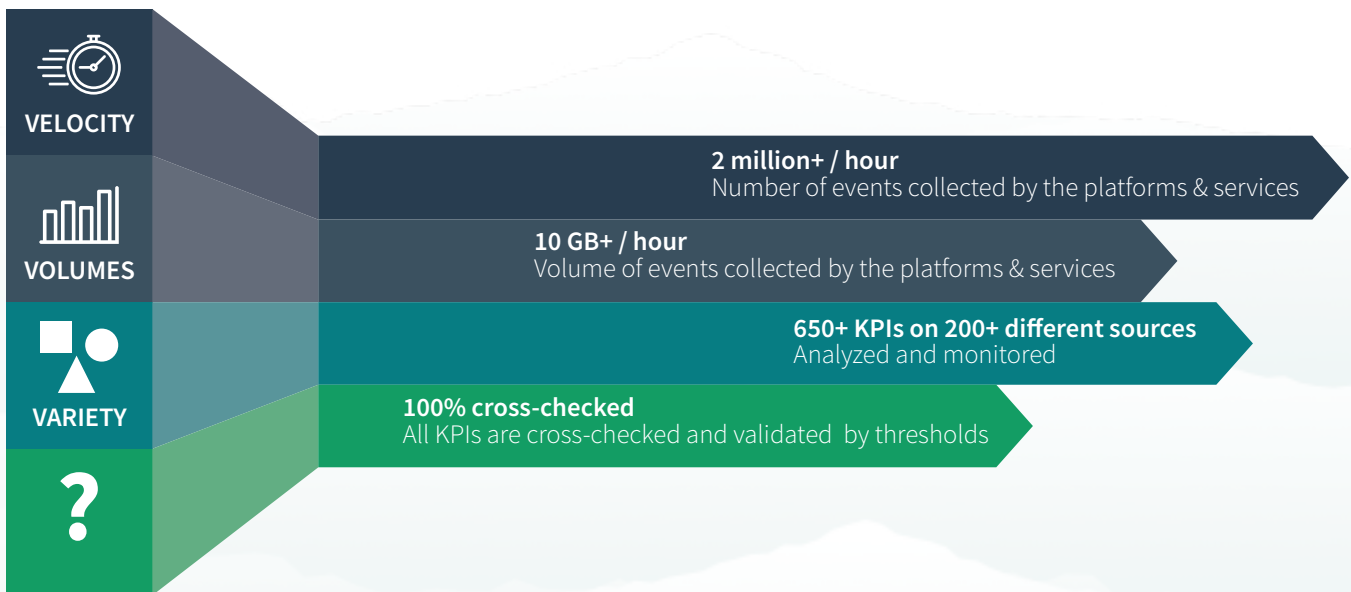 VELOCITY
2 million+ / hour
Number of events collected by the platforms & services
VOLUMES
10 GB+ / hour
Volume of events collected by the platforms & services
VARIETY
650+ KPIs on 200+ different sources
Analyzed and monitored
?
100% cross-checked
All KPIs are cross-checked and validated  by thresholds